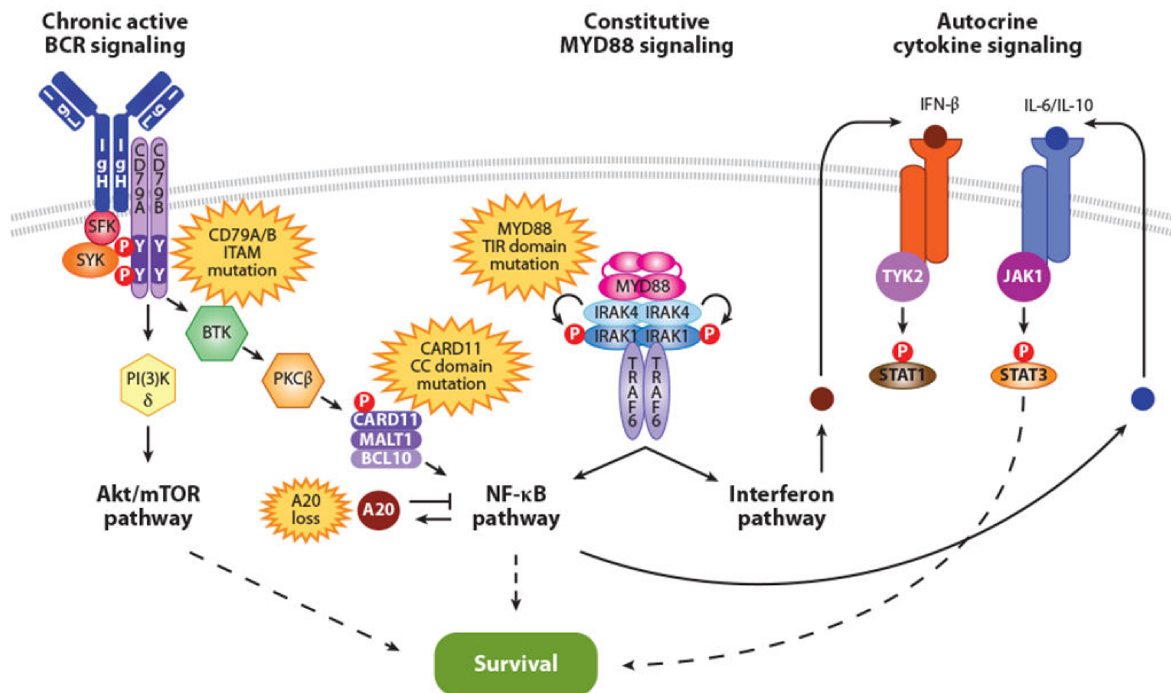 Chronic active
BCR signaling
Constitutive
MYD88 signaling
Autocrine
cytokine signaling
IgL
IgL
IgH
IgH
CD79A
CD79B
SFK
SYK
P
P
Y
Y
Y
Y
CD79A/B
ITAM
mutation
BTK
PI(3)K
δ
PKCβ
CARD11
CC domain
mutation
P
CARD11
MALT1
BCL10
Akt/mTOR
pathway
A20
loss
A20
NF-κB
pathway
MYD88
TIR domain
mutation
MYD88
IRAK4
IRAK4
P
IRAK1
IRAK1
P
TRAF6
TRAF6
Interferon
pathway
IFN-β
IL-6/IL-10
TYK2
JAK1
P
STAT1
P
STAT3
Survival